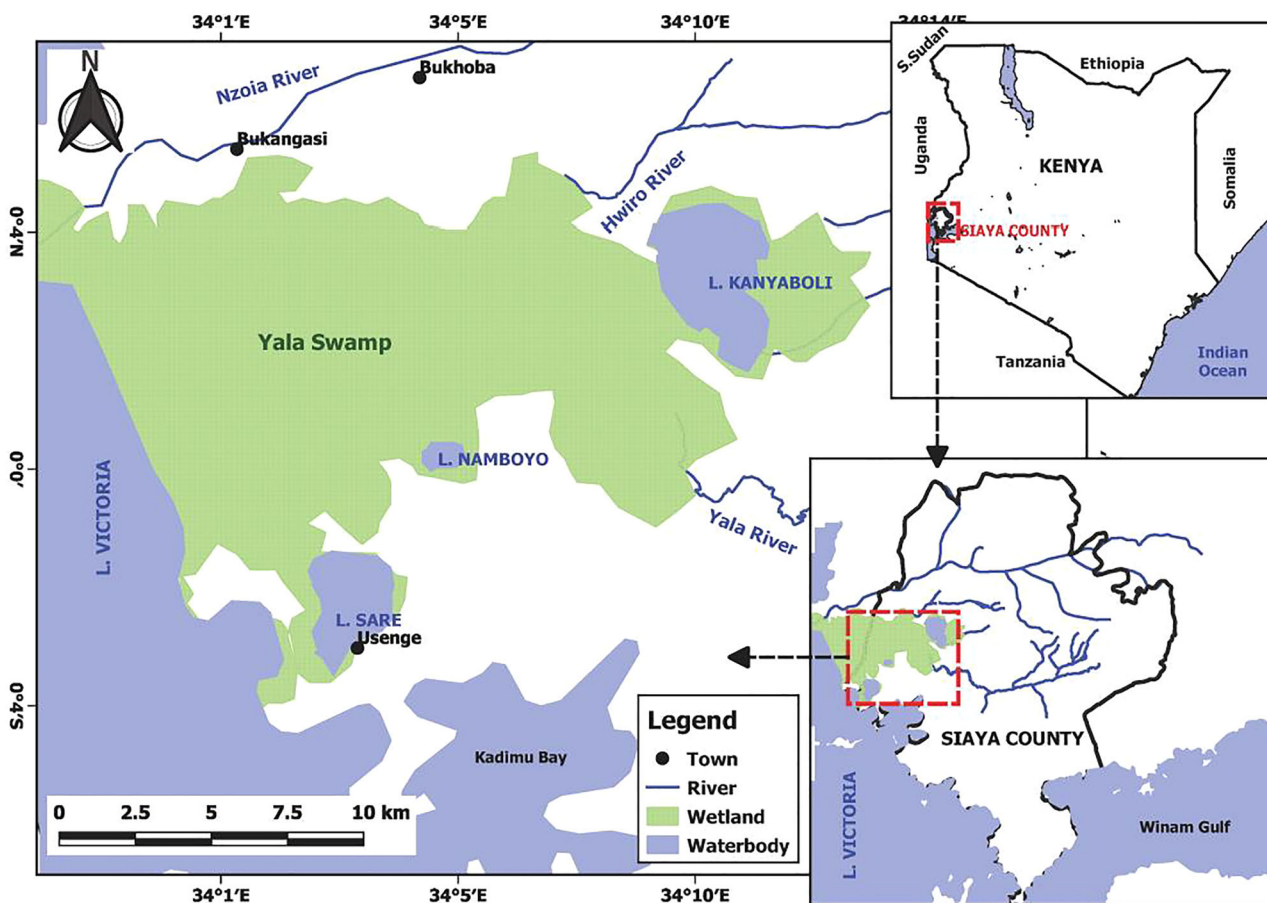 34°1′E
34°5′E
34°10′E
34°14′E
N
Nzoia River
Bukhoba
Bukangasi
Hwiro River
0°4′N
L. KANYABOLI
Yala Swamp
L. NAMBOYO
0°0′
L. VICTORIA
Yala River
L. SARE
Usenge
0°4′S
Kadimu Bay
0
2.5
5
7.5
10 km
Legend
Town
River
Wetland
Waterbody
34°1′E
34°5′E
34°10′E
S.Sudan
Ethiopia
Uganda
KENYA
Somalia
SIAYA COUNTY
Tanzania
Indian
Ocean
SIAYA COUNTY
L. VICTORIA
Winam Gulf